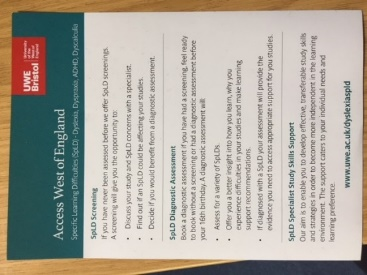 UWE Bristol
University of the West of England
Access West of England
Specific Learning Difficulties (SpLD) - Dyslexia, Dyspraxia, ADHD, Dyscalculia
SpLD Screening
If you have never been assessed before we offer SpLD screenings.
A screening will give you the opportunity to:
• Discuss your study and SpLD concerns with a specialist.
• Find out if an SpLD could be affecting your studies.
• Decide if you would benefit from a diagnostic assessment.
SpLD Diagnostic Assessment
Book a diagnostic assessment if you have had a screening, feel ready
to book without a screening or had a diagnostic assessment before
your 16th birthday. A diagnostic assessment will:
• Assess for a variety of SpLDs.
• Offer you a better insight into how you learn, why you
experience certain difficulties in your studies and make learning
support recommendations.
• If diagnosed with a SpLD your assessment will provide the
evidence you need to access appropriate support for you studies.
SpLD Specialist Study Skills Support
Our aim is to enable you to develop effective, transferable study skills
and strategies in order to become more independent in the learning
environment. The support caters to your individual needs and
learning preference.
www.uwe.ac.uk/dyslexiaspld